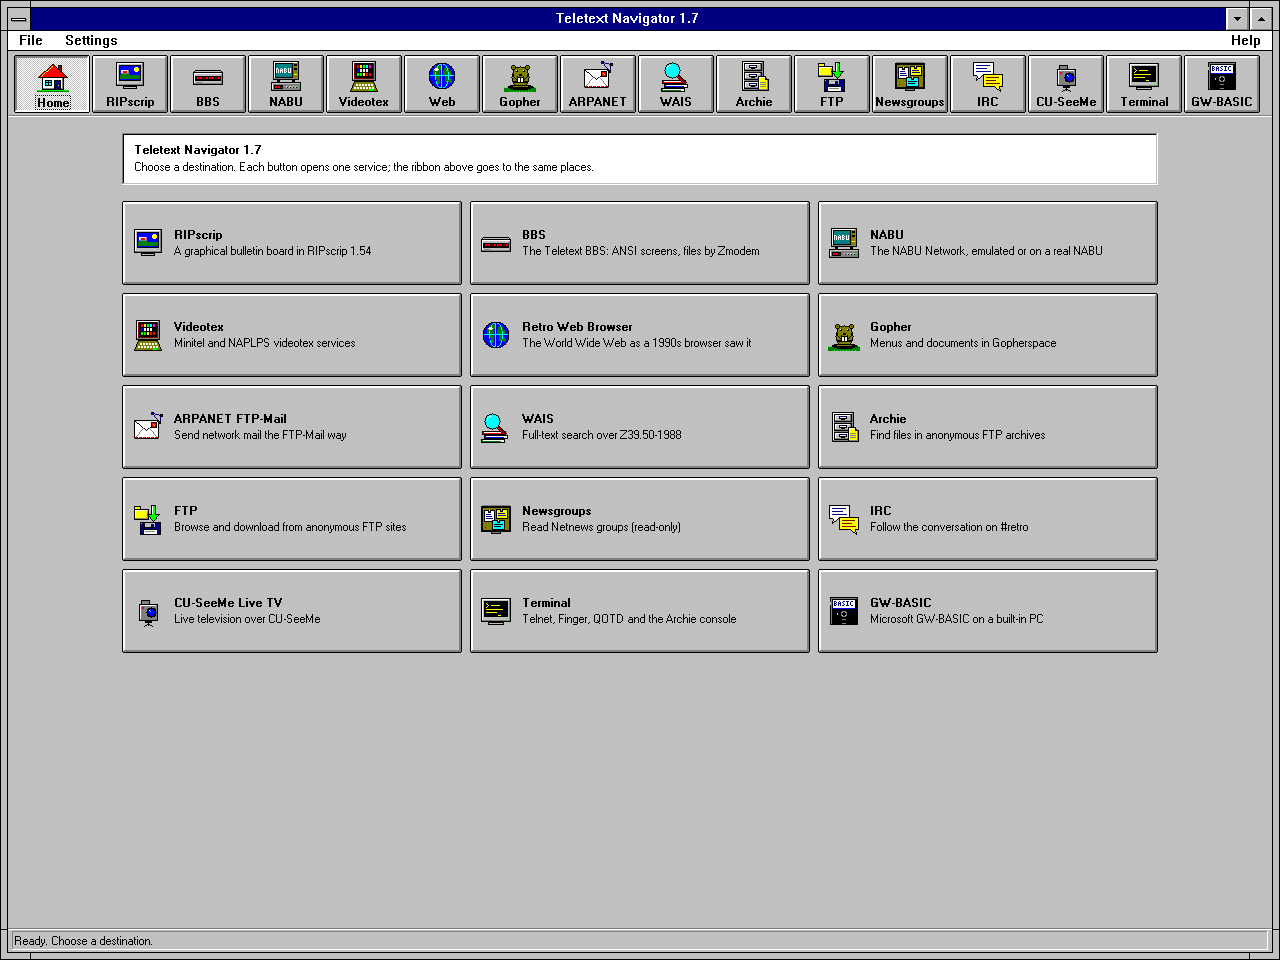 Teletext Navigator 1.7
File Settings Help
Home RIPscrip BBS NABU Videotex Web Gopher ARPANET WAIS Archie FTP Newsgroups IRC CU-SeeMe Terminal GW-BASIC
Teletext Navigator 1.7
Choose a destination. Each button opens one service; the ribbon above goes to the same places.
RIPscrip
A graphical bulletin board in RIPscrip 1.54
BBS
The Teletext BBS: ANSI screens, files by Zmodem
NABU
NABU
The NABU Network, emulated or on a real NABU
Videotex
Minitel and NAPLPS videotex services
Retro Web Browser
The World Wide Web as a 1990s browser saw it
Gopher
Menus and documents in Gopherspace
ARPANET FTP-Mail
Send network mail the FTP-Mail way
WAIS
Full-text search over Z39.50-1988
Archie
Find files in anonymous FTP archives
FTP
Browse and download from anonymous FTP sites
Newsgroups
Read Netnews groups (read-only)
IRC
Follow the conversation on #retro
CU-SeeMe Live TV
Live television over CU-SeeMe
Terminal
Telnet, Finger, QOTD and the Archie console
BASIC
GW-BASIC
Microsoft GW-BASIC on a built-in PC
Ready. Choose a destination.